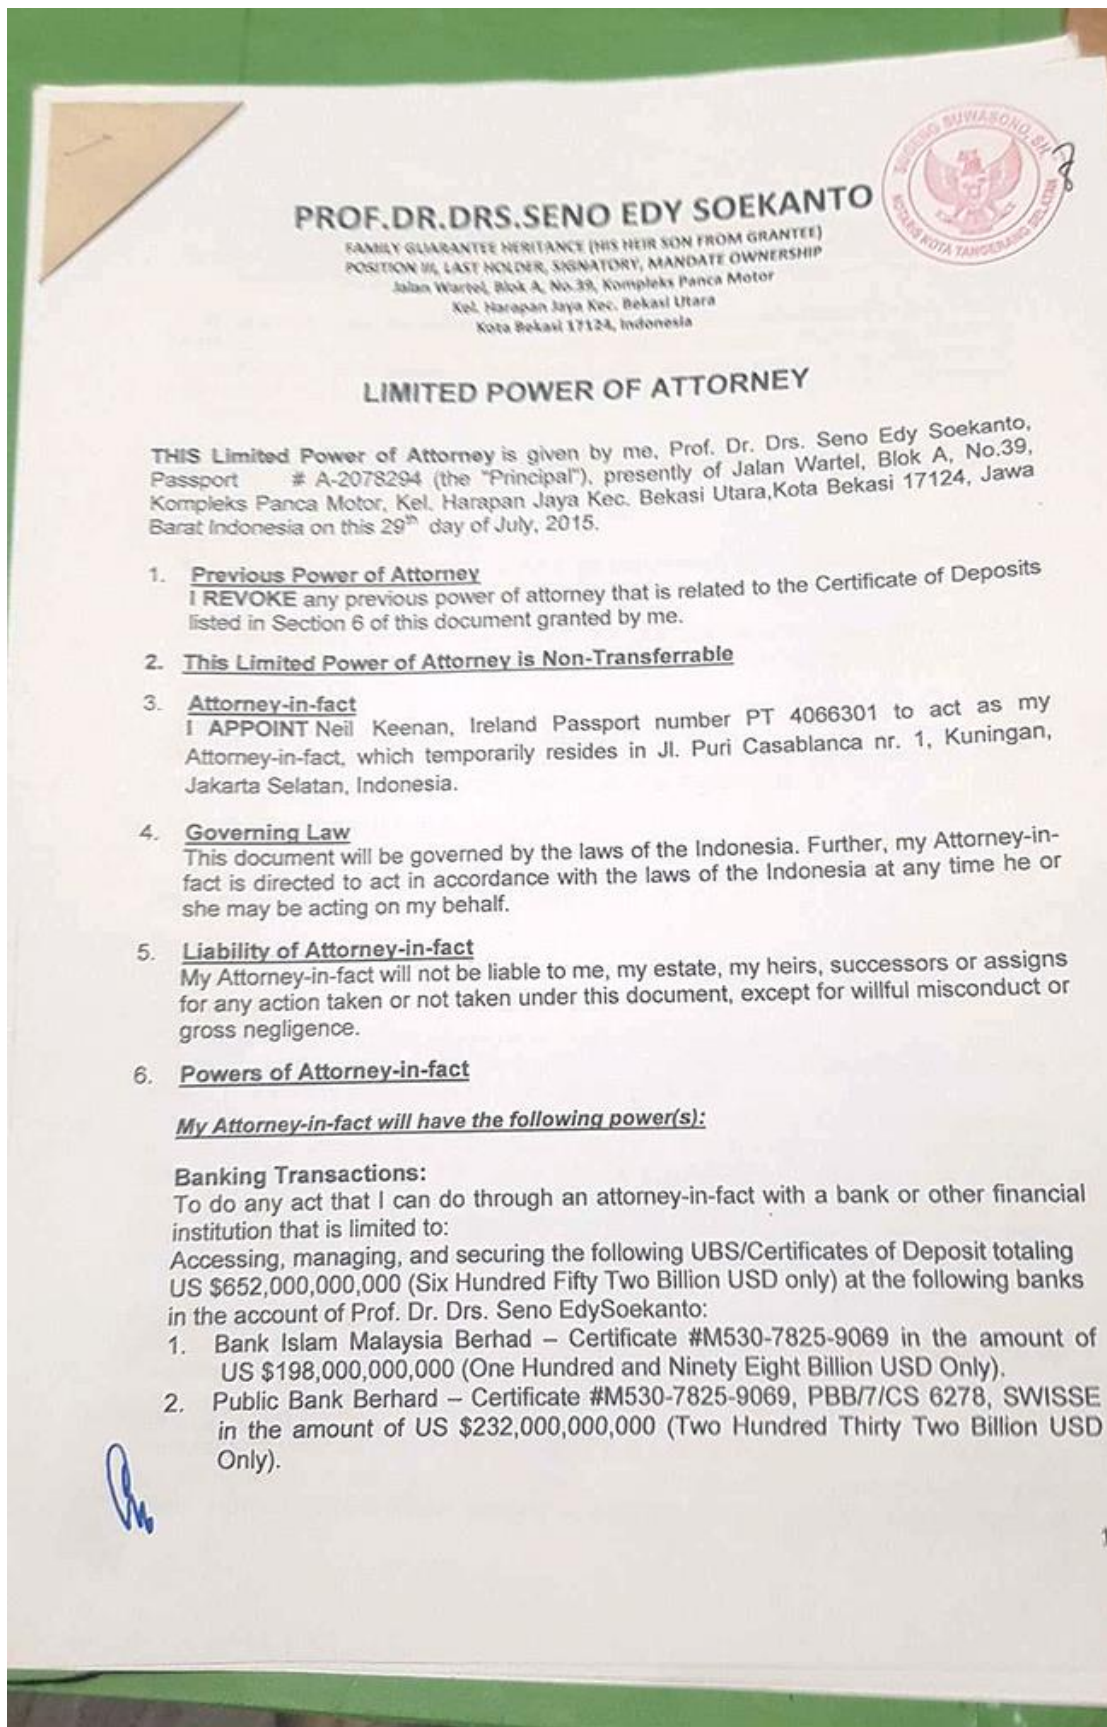 SUGENG SUWASONO, SH
NOTARIS KOTA TANGERANG SELATAN
PROF.DR.DRS.SENO EDY SOEKANTO
FAMILY GUARANTEE HERITANCE (HIS HEIR SON FROM GRANTEE)
POSITION III, LAST HOLDER, SIGNATORY, MANDATE OWNERSHIP
Jalan Wartel, Blok A, No.39, Kompleks Panca Motor
Kel. Harapan Jaya Kec. Bekasi Utara
Kota Bekasi 17124, Indonesia
LIMITED POWER OF ATTORNEY
THIS Limited Power of Attorney is given by me, Prof. Dr. Drs. Seno Edy Soekanto,
Passport # A-2078294 (the "Principal"), presently of Jalan Wartel, Blok A, No.39,
Kompleks Panca Motor, Kel. Harapan Jaya Kec. Bekasi Utara,Kota Bekasi 17124, Jawa
Barat Indonesia on this 29th day of July, 2015.
1. Previous Power of Attorney
I REVOKE any previous power of attorney that is related to the Certificate of Deposits
listed in Section 6 of this document granted by me.
2. This Limited Power of Attorney is Non-Transferrable
3. Attorney-in-fact
I APPOINT Neil Keenan, Ireland Passport number PT 4066301 to act as my
Attorney-in-fact, which temporarily resides in Jl. Puri Casablanca nr. 1, Kuningan,
Jakarta Selatan, Indonesia.
4. Governing Law
This document will be governed by the laws of the Indonesia. Further, my Attorney-in-
fact is directed to act in accordance with the laws of the Indonesia at any time he or
she may be acting on my behalf.
5. Liability of Attorney-in-fact
My Attorney-in-fact will not be liable to me, my estate, my heirs, successors or assigns
for any action taken or not taken under this document, except for willful misconduct or
gross negligence.
6. Powers of Attorney-in-fact
My Attorney-in-fact will have the following power(s):
Banking Transactions:
To do any act that I can do through an attorney-in-fact with a bank or other financial
institution that is limited to:
Accessing, managing, and securing the following UBS/Certificates of Deposit totaling
US $652,000,000,000 (Six Hundred Fifty Two Billion USD only) at the following banks
in the account of Prof. Dr. Drs. Seno EdySoekanto:
1. Bank Islam Malaysia Berhad – Certificate #M530-7825-9069 in the amount of
US $198,000,000,000 (One Hundred and Ninety Eight Billion USD Only).
2. Public Bank Berhard – Certificate #M530-7825-9069, PBB/7/CS 6278, SWISSE
in the amount of US $232,000,000,000 (Two Hundred Thirty Two Billion USD
Only).
1